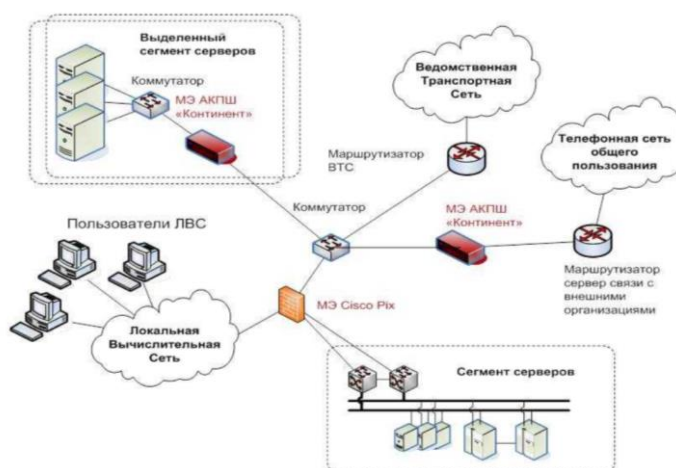 Выделенный
сегмент серверов
Коммутатор
МЭ АКПШ
«Континент»
Ведомственная
Транспортная
Сеть
Маршрутизатор
ВТС
Телефонная сеть
общего
пользования
Пользователи ЛВС
Коммутатор
МЭ АКПШ
«Континент»
Маршрутизатор
сервер связи с
внешними
организациями
МЭ Cisco Pix
Локальная
Вычислительная
Сеть
Сегмент серверов